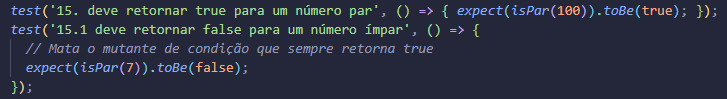 test('15. deve retornar true para um número par', () => { expect(isPar(100)).toBe(true); });
test('15.1 deve retornar false para um número ímpar', () => {
  // Mata o mutante de condição que sempre retorna true
  expect(isPar(7)).toBe(false);
});